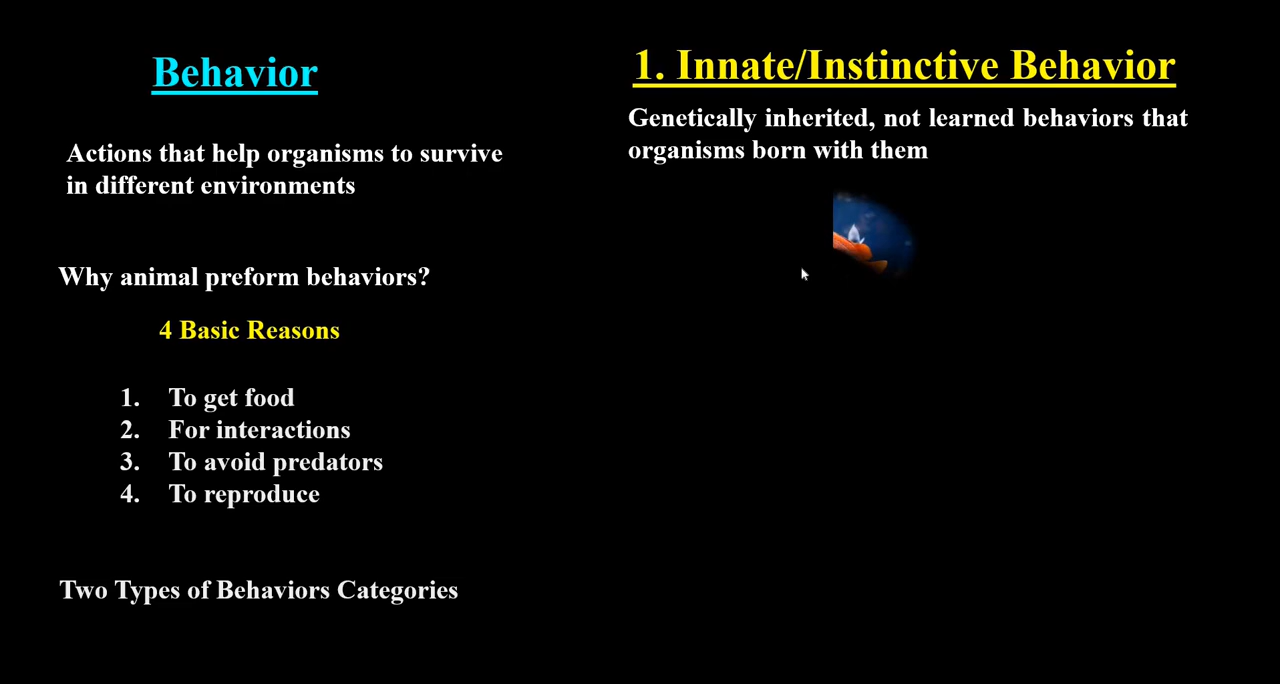 Behavior
Actions that help organisms to survive
in different environments
Why animal preform behaviors?
4 Basic Reasons
1. To get food
2. For interactions
3. To avoid predators
4. To reproduce
Two Types of Behaviors Categories
1. Innate/Instinctive Behavior
Genetically inherited, not learned behaviors that
organisms born with them